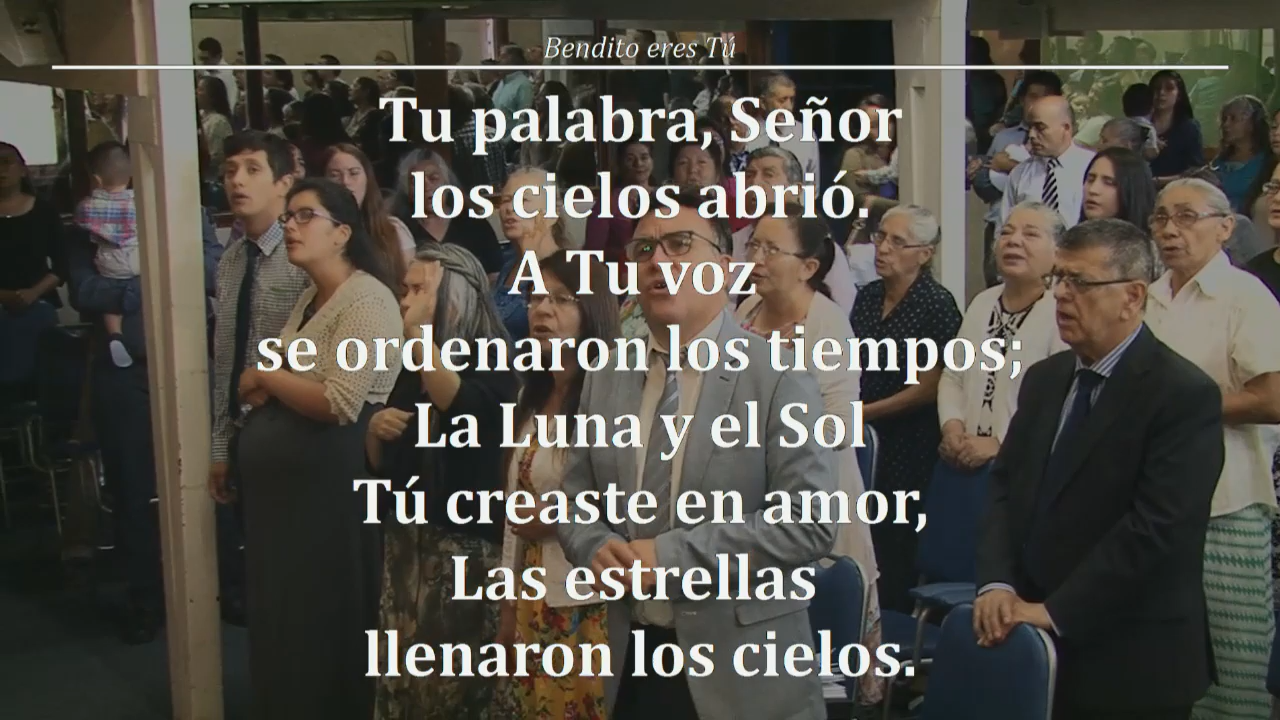 Bendito eres Tú
Tu palabra, Señor
los cielos abrió.
A Tu voz
se ordenaron los tiempos;
La Luna y el Sol
Tú creaste en amor,
Las estrellas
llenaron los cielos.